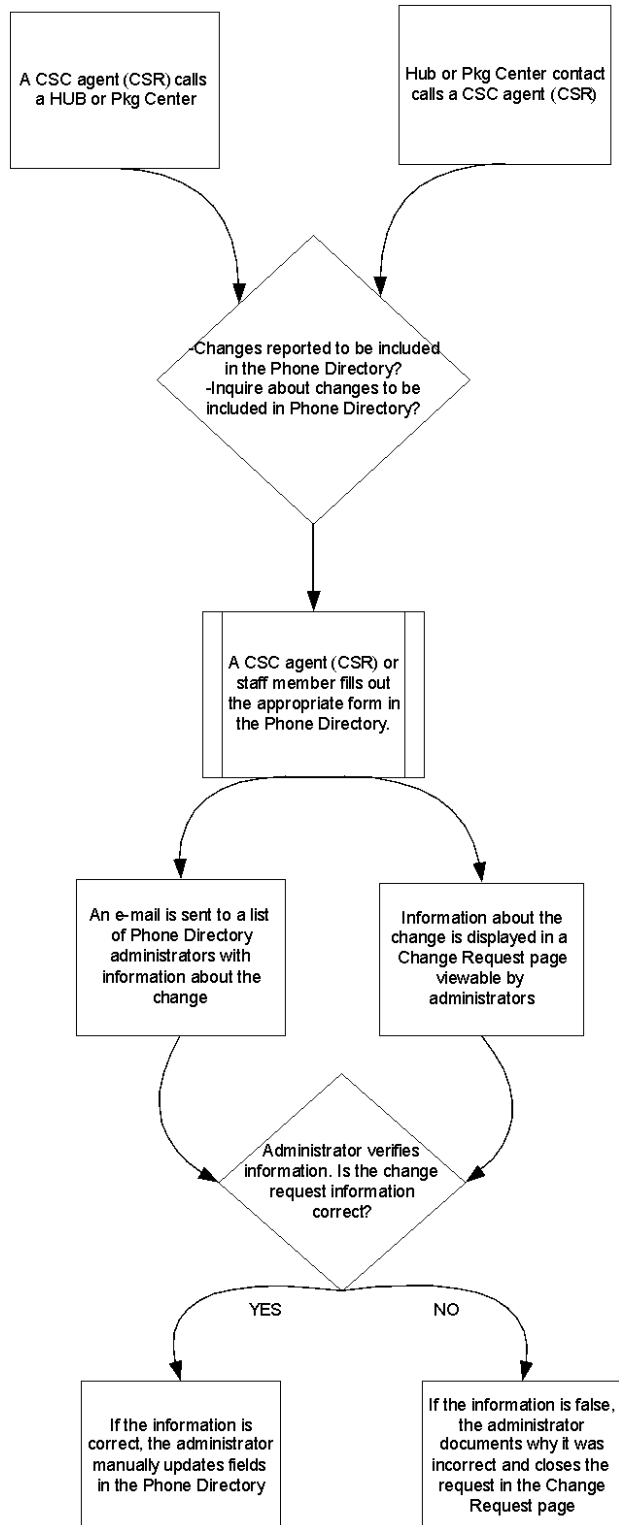 A CSC agent (CSR) calls
a HUB or Pkg Center
Hub or Pkg Center contact
calls a CSC agent (CSR)
-Changes reported to be included
in the Phone Directory?
-Inquire about changes to be
included in Phone Directory?
A CSC agent (CSR) or
staff member fills out
the appropriate form in
the Phone Directory.
An e-mail is sent to a list
of Phone Directory
administrators with
information about the
change
Information about the
change is displayed in a
Change Request page
viewable by
administrators
Administrator verifies
information. Is the change
request information
correct?
YES
NO
If the information is
correct, the administrator
manually updates fields
in the Phone Directory
If the information is false,
the administrator
documents why it was
incorrect and closes the
request in the Change
Request page